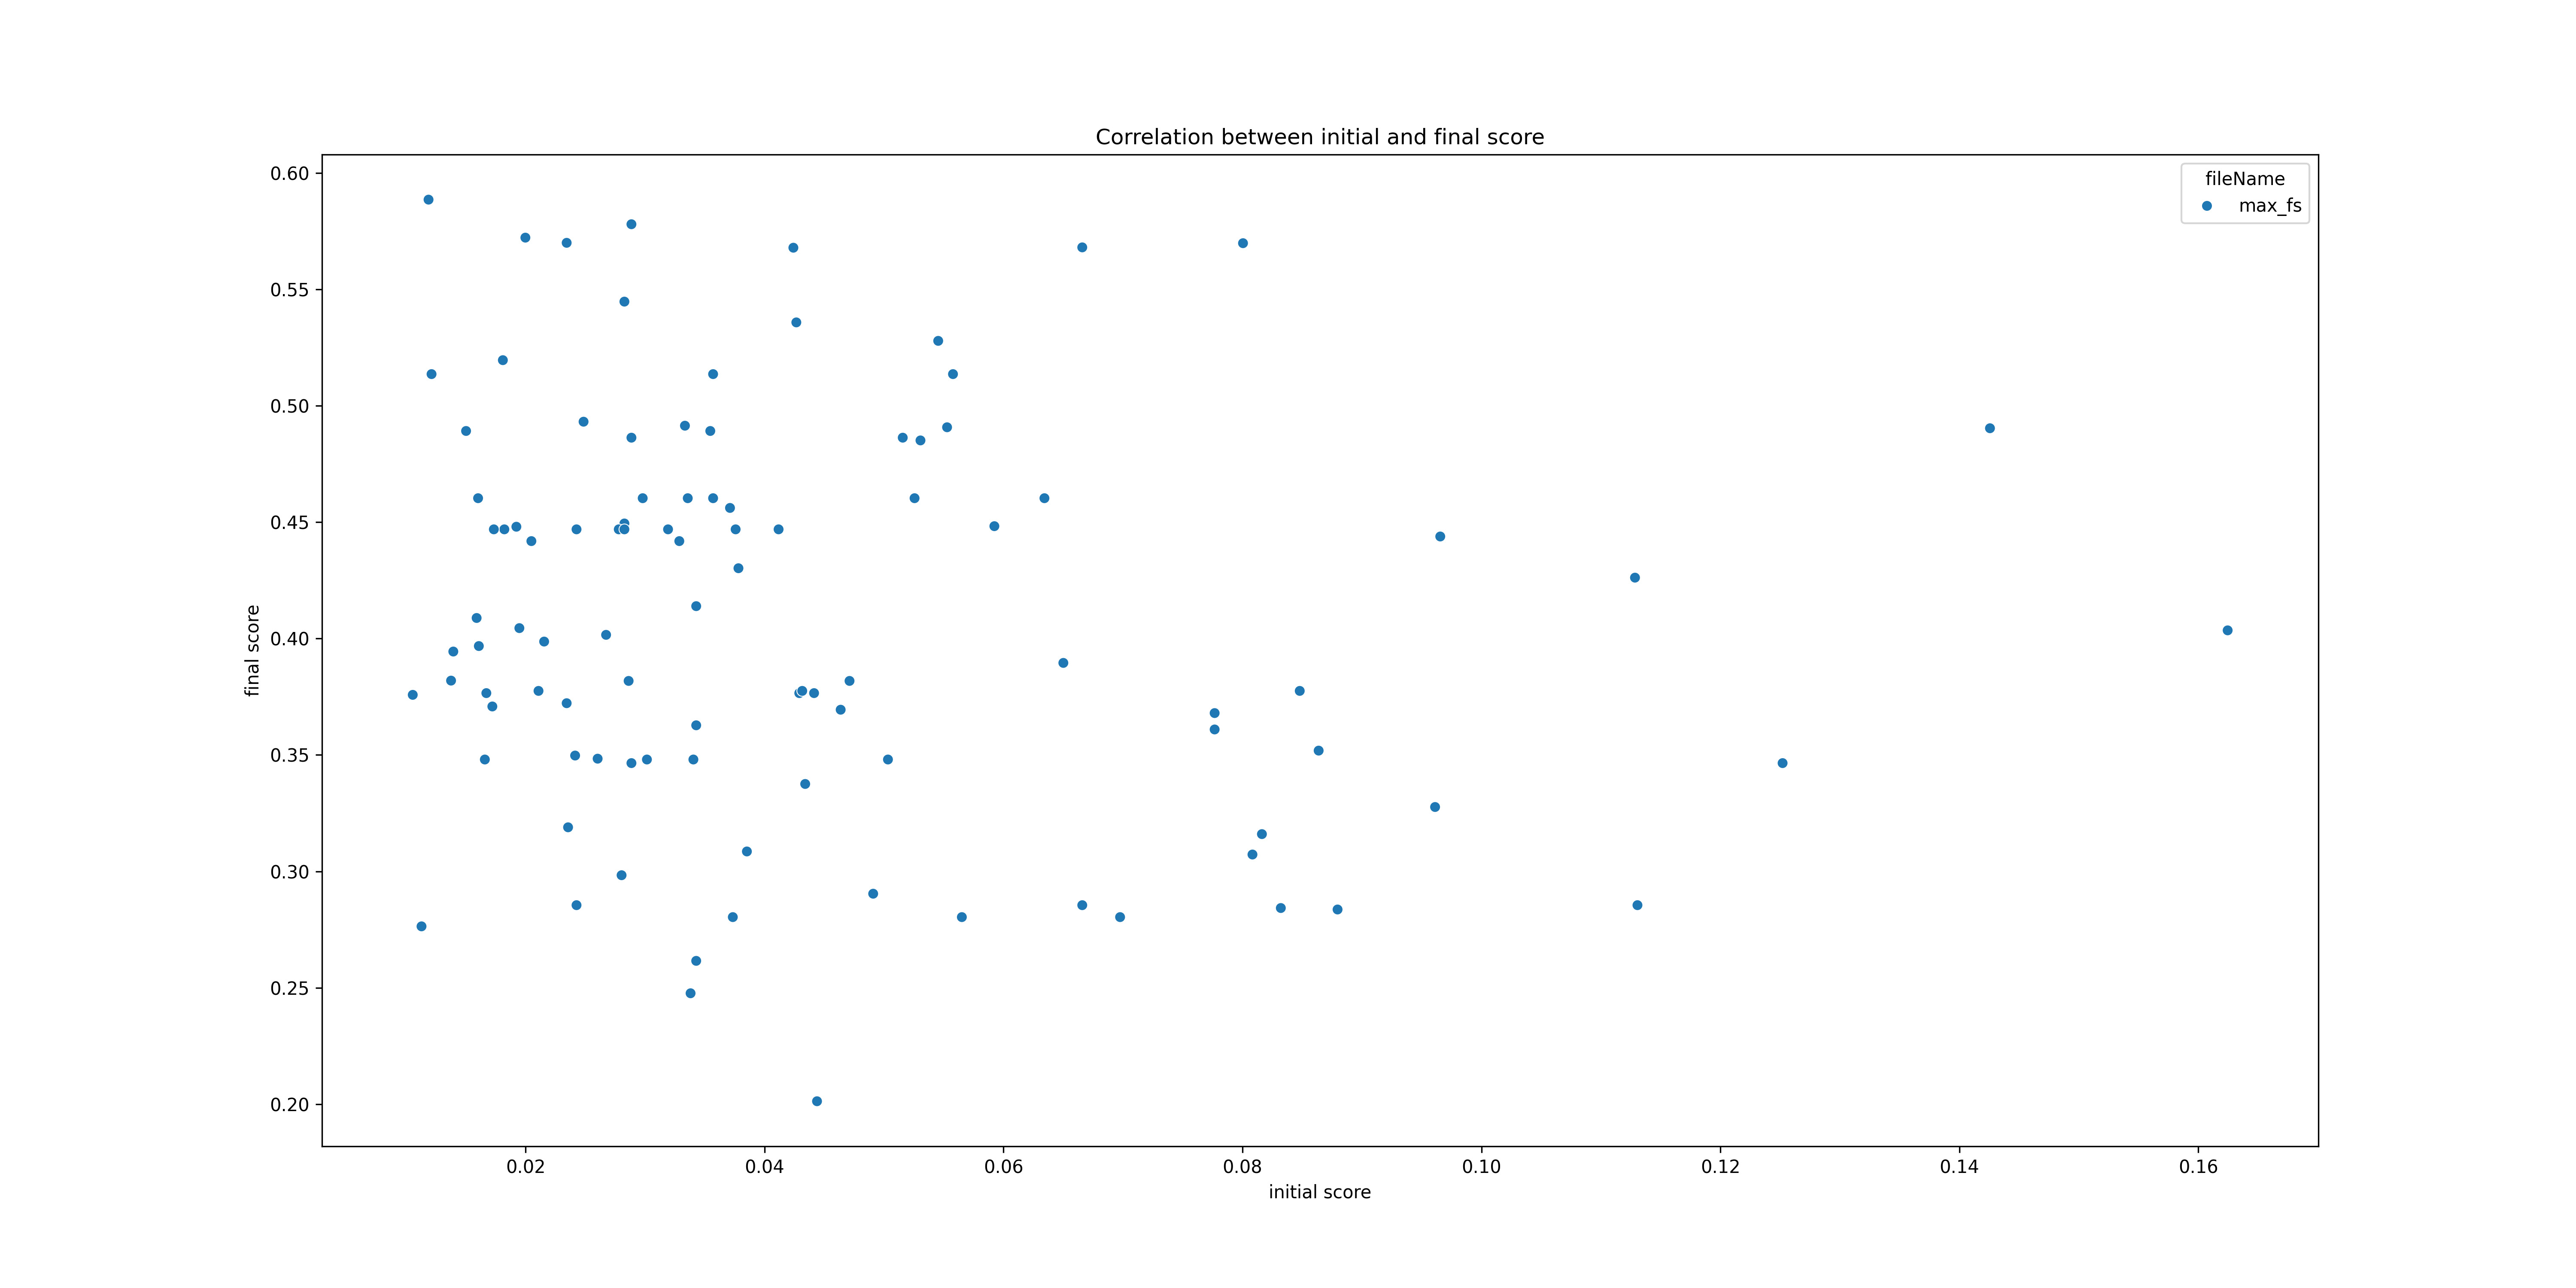 Correlation between initial and final score
fileName
max_fs
0.60
0.55
0.50
0.45
0.40
0.35
0.30
0.25
0.20
final score
0.02 0.04 0.06 0.08 0.10 0.12 0.14 0.16
initial score